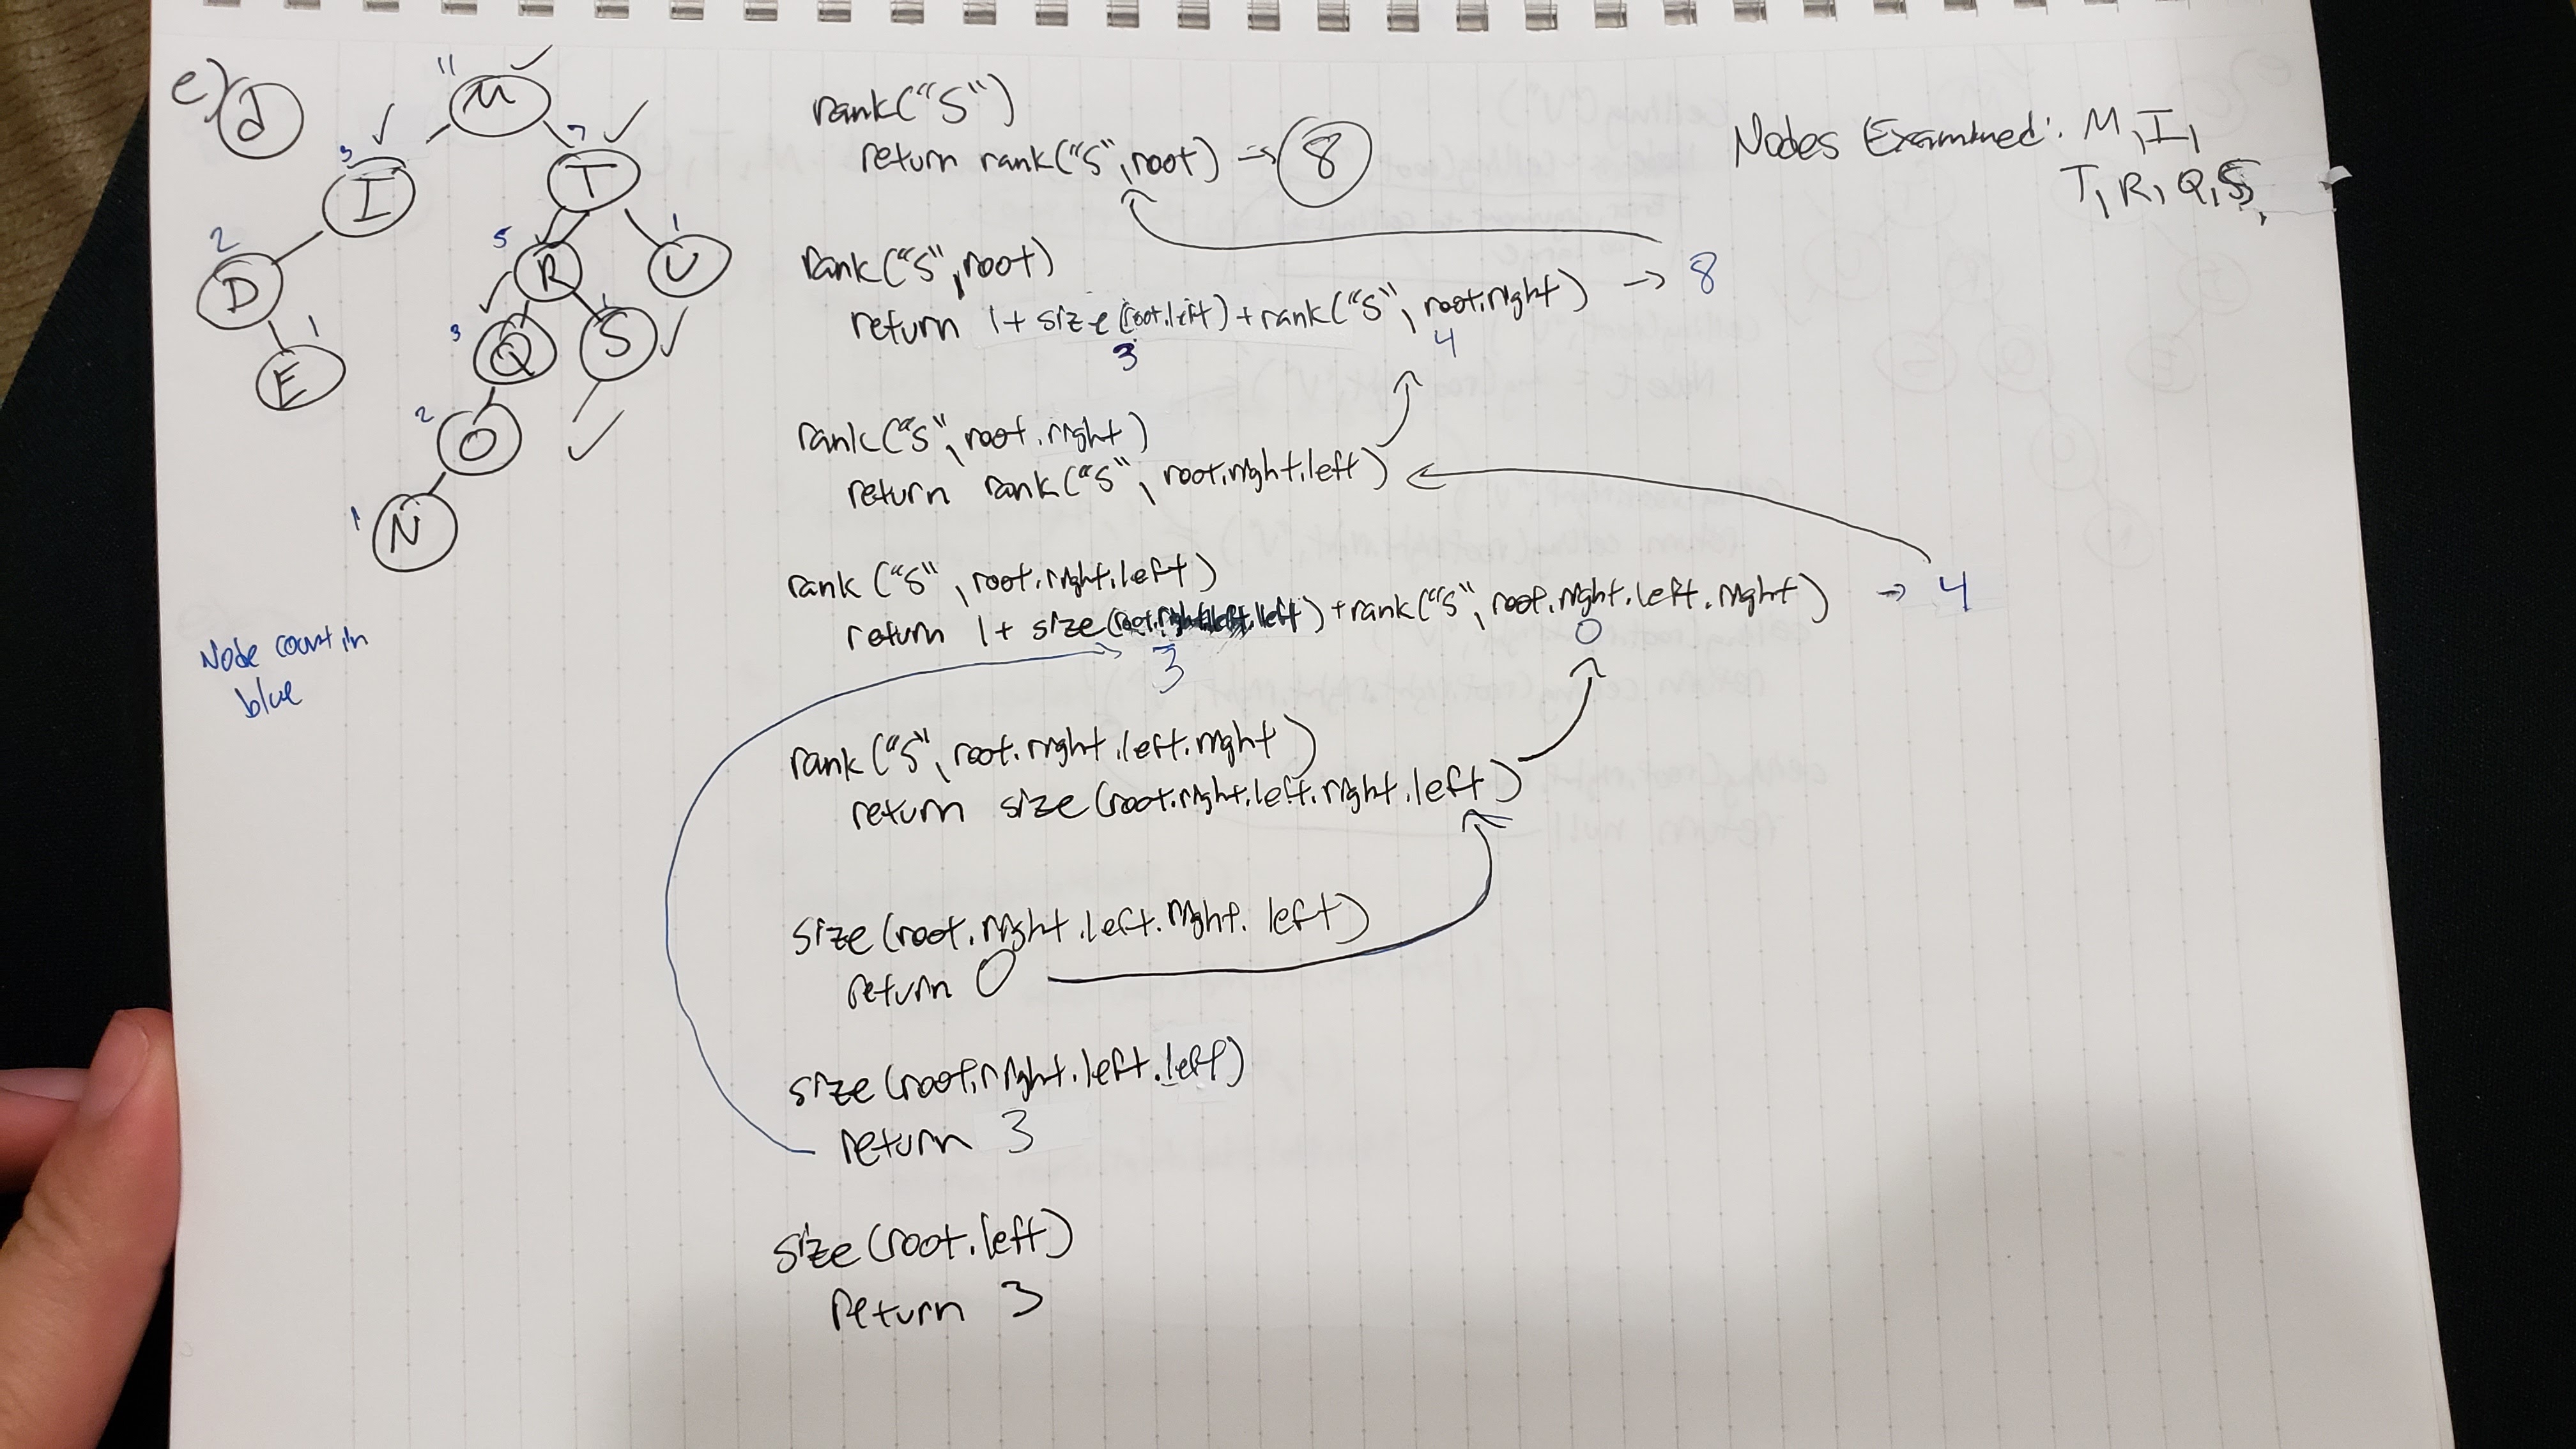 e) d
11 M
3 I 7 T
2 D 5 R 1 U
1 E 3 Q 1 S
2 O
1 N
Node count in
blue
rank("S")
return rank("S", root) → 8
rank("S", root)
return 1 + size(root.left) + rank("S", root.right) → 8
3 4
rank("S", root.right)
return rank("S", root.right.left)
rank("S", root.right.left)
return 1 + size(root.right.left.left) + rank("S", root.right.left.right) → 4
3 0
rank("S", root.right.left.right)
return size(root.right.left.right.left)
size(root.right.left.right.left)
return 0
size(root.right.left.left)
return 3
size(root.left)
return 3
Nodes Examined: M, I,
T, R, Q, S,